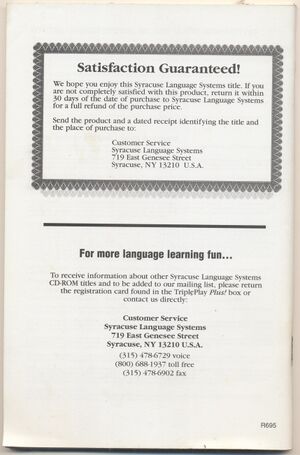 Satisfaction Guaranteed!
We hope you enjoy this Syracuse Language Systems title. If you
are not completely satisfied with this product, return it within
30 days of the date of purchase to Syracuse Language Systems
for a full refund of the purchase price.
Send the product and a dated receipt identifying the title and
the place of purchase to:
Customer Service
Syracuse Language Systems
719 East Genesee Street
Syracuse, NY 13210 U.S.A.
For more language learning fun...
To receive information about other Syracuse Language Systems
CD-ROM titles and to be added to our mailing list, please return
the registration card found in the TriplePlay Plus! box or
contact us directly:
Customer Service
Syracuse Language Systems
719 East Genesee Street
Syracuse, NY 13210 U.S.A.
(315) 478-6729 voice
(800) 688-1937 toll free
(315) 478-6902 fax
R695